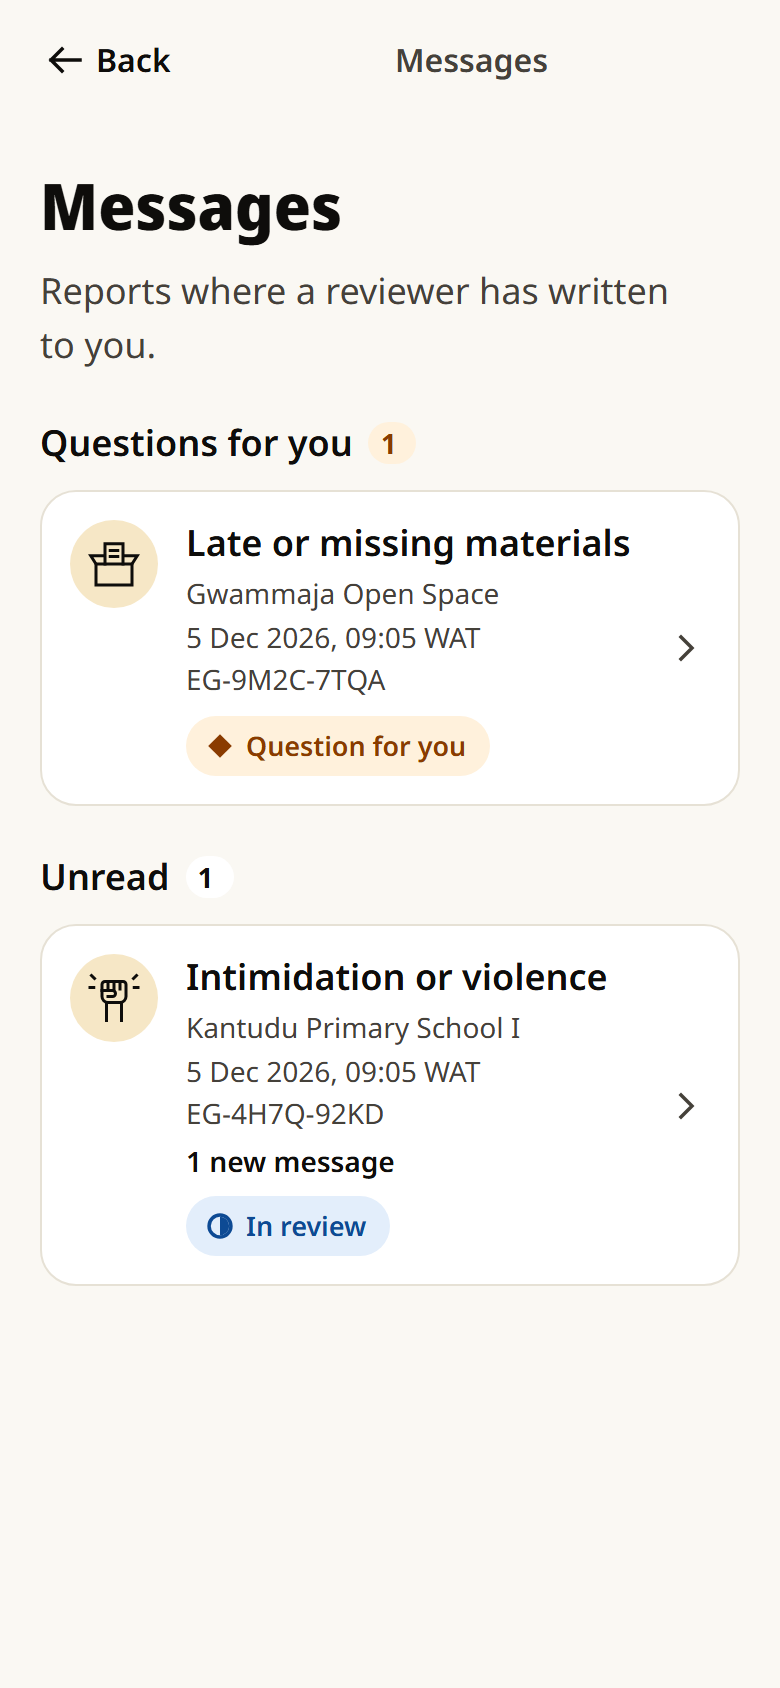 Back
Messages
Messages
Reports where a reviewer has written
to you.
Questions for you 1
Late or missing materials
Gwammaja Open Space
5 Dec 2026, 09:05 WAT
EG-9M2C-7TQA
Question for you
Unread 1
Intimidation or violence
Kantudu Primary School I
5 Dec 2026, 09:05 WAT
EG-4H7Q-92KD
1 new message
In review